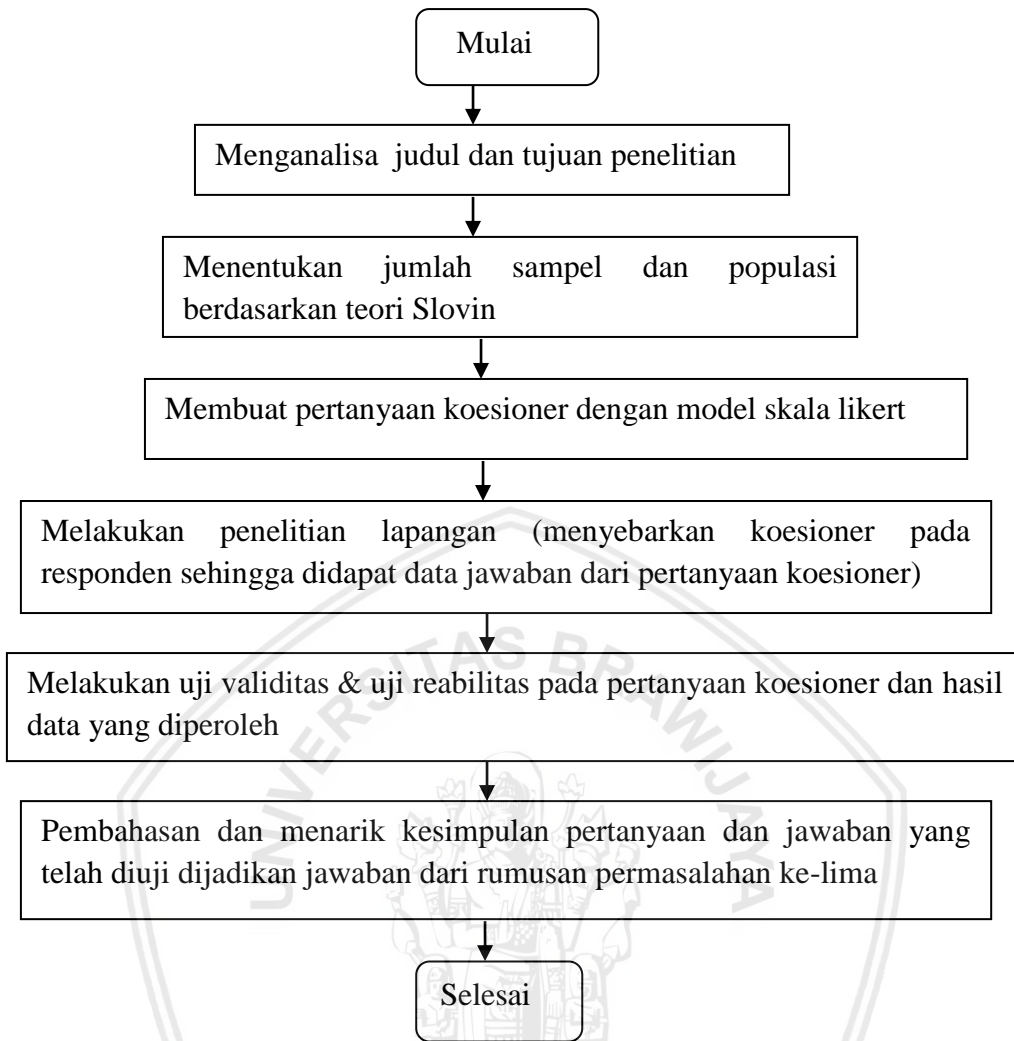 Mulai
Menganalisa judul dan tujuan penelitian
Menentukan jumlah sampel dan populasi
berdasarkan teori Slovin
Membuat pertanyaan koesioner dengan model skala likert
Melakukan penelitian lapangan (menyebarkan koesioner pada
responden sehingga didapat data jawaban dari pertanyaan koesioner)
UNIVERSITAS BRAWIJAYA
Melakukan uji validitas & uji reabilitas pada pertanyaan koesioner dan hasil
data yang diperoleh
Pembahasan dan menarik kesimpulan pertanyaan dan jawaban yang
telah diuji dijadikan jawaban dari rumusan permasalahan ke-lima
Selesai